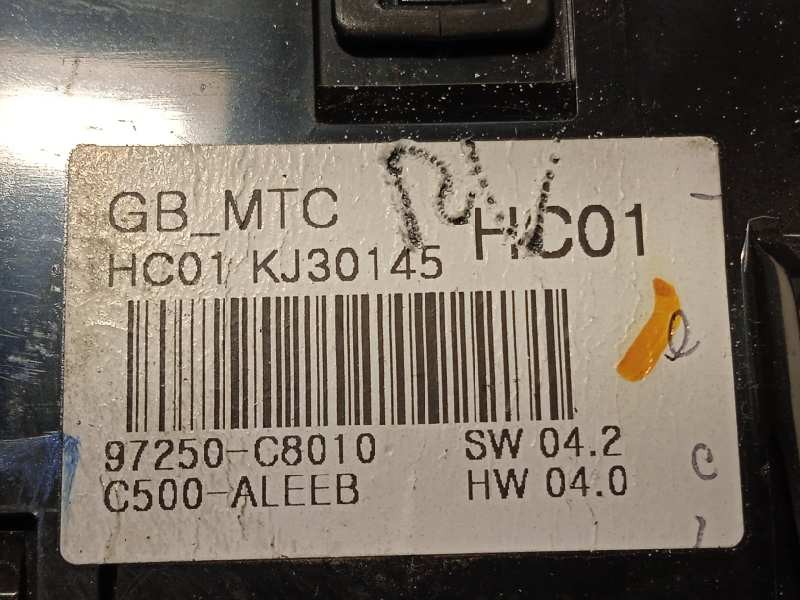 GB_MTC
HC01 KJ30145 HC01
97250-C8010 SW 04.2
C500-ALEEB HW 04.0